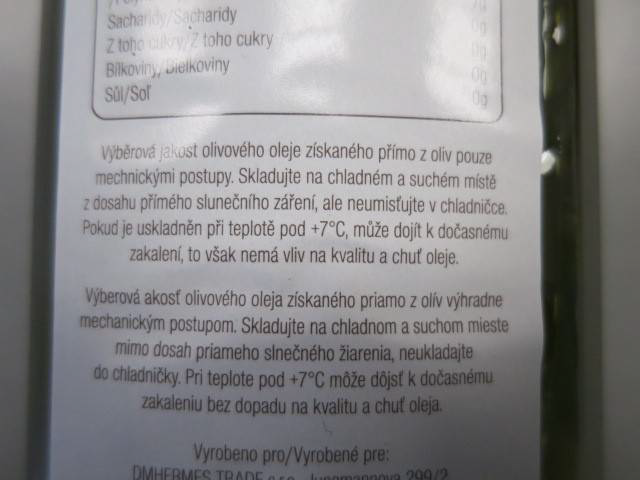 Sacharidy/Sacharidy
0g
Z toho cukry/Z toho cukry
0g
Bílkoviny/Bielkoviny
0g
Sůl/Soľ
0g
Výběrová jakost olivového oleje získaného přímo z oliv pouze
mechnickými postupy. Skladujte na chladném a suchém místě
z dosahu přímého slunečního záření, ale neumisťujte v chladničce.
Pokud je uskladněn při teplotě pod +7°C, může dojít k dočasnému
zakalení, to však nemá vliv na kvalitu a chuť oleje.
Výberová akosť olivového oleja získaného priamo z olív výhradne
mechanickým postupom. Skladujte na chladnom a suchom mieste
mimo dosah priameho slnečného žiarenia, neukladajte
do chladničky. Pri teplote pod +7°C môže dôjsť k dočasnému
zakaleniu bez dopadu na kvalitu a chuť oleja.
Vyrobeno pro/Vyrobené pre:
DMHERMES TRADE s.r.o., Jungmannova 299/2